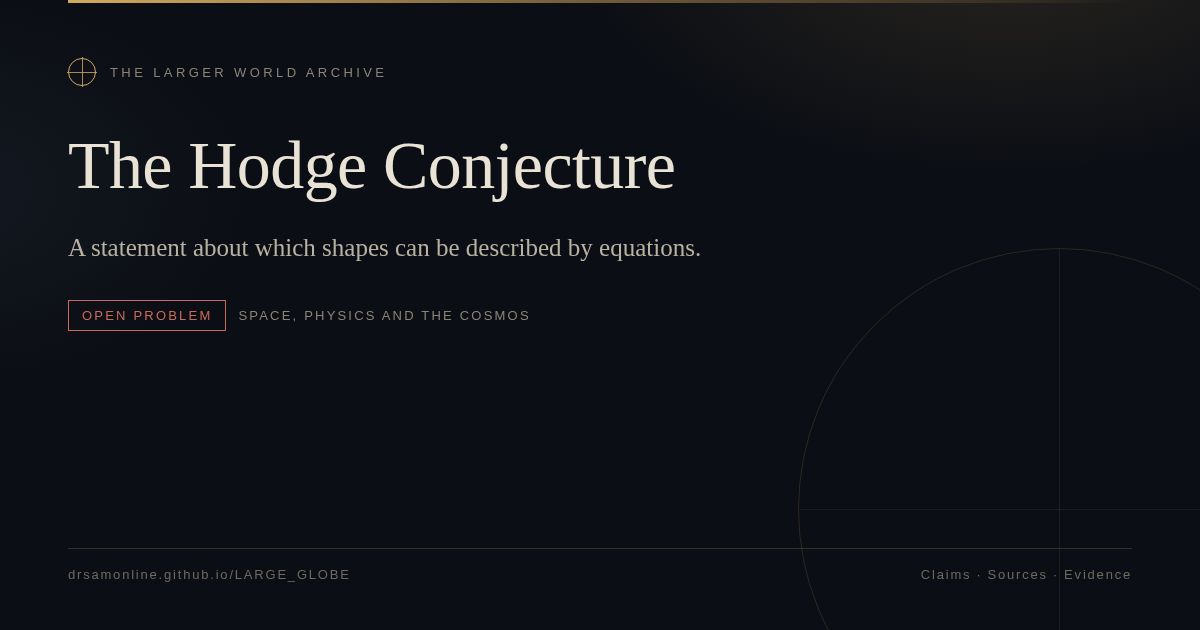 THE LARGER WORLD ARCHIVE
The Hodge Conjecture
A statement about which shapes can be described by equations.
OPEN PROBLEM SPACE, PHYSICS AND THE COSMOS
drsamonline.github.io/LARGE_GLOBE Claims · Sources · Evidence